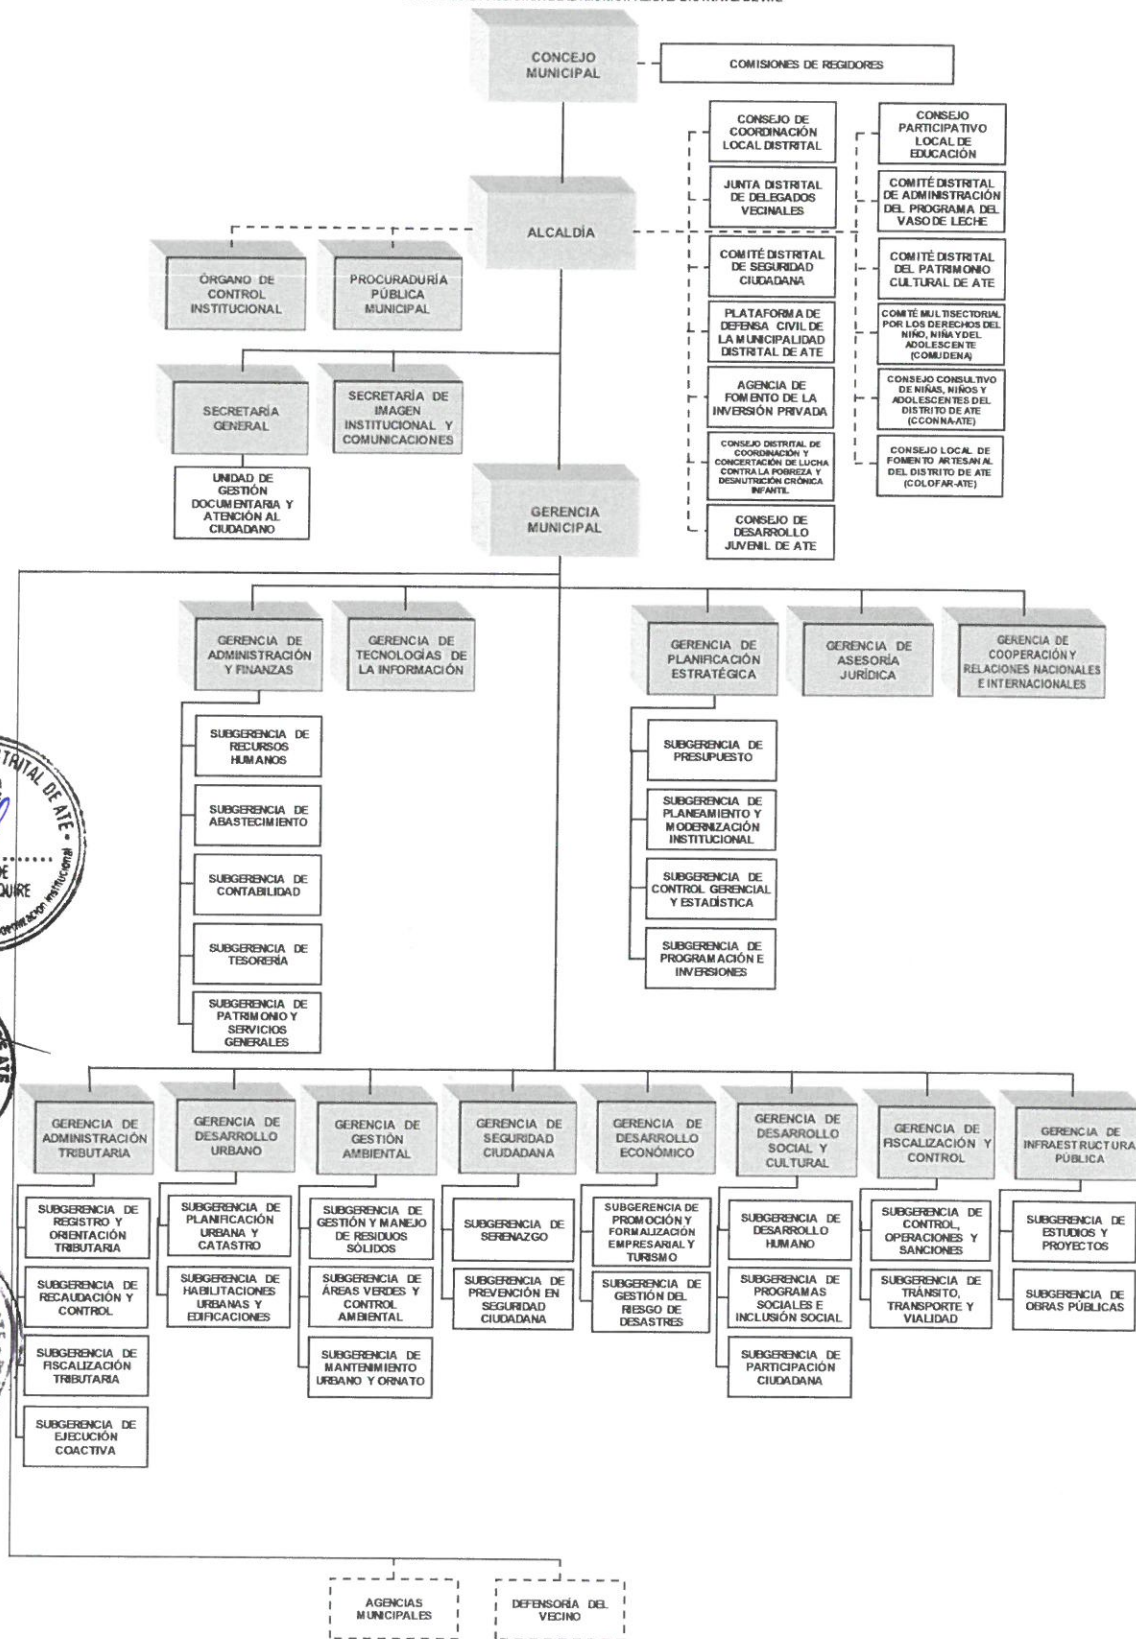 CONCEJO
MUNICIPAL
COMISIONES DE REGIDORES
CONSEJO DE
COORDINACIÓN
LOCAL DISTRITAL
CONSEJO
PARTICIPATIVO
LOCAL DE
EDUCACIÓN
JUNTA DISTRITAL
DE DELEGADOS
VECINALES
COMITÉ DISTRITAL
DE ADMINISTRACIÓN
DEL PROGRAMA DEL
VASO DE LECHE
ALCALDÍA
COMITÉ DISTRITAL
DE SEGURIDAD
CIUDADANA
COMITÉ DISTRITAL
DEL PATRIMONIO
CULTURAL DE ATE
ÓRGANO DE
CONTROL
INSTITUCIONAL
PROCURADURÍA
PÚBLICA
MUNICIPAL
PLATAFORMA DE
DEFENSA CIVIL DE
LA MUNICIPALIDAD
DISTRITAL DE ATE
COMITÉ MULTISECTORIAL
POR LOS DERECHOS DEL
NIÑO, NIÑA Y DEL
ADOLESCENTE
(COMUDENA)
SECRETARÍA
GENERAL
SECRETARÍA DE
IMAGEN
INSTITUCIONAL Y
COMUNICACIONES
AGENCIA DE
FOMENTO DE LA
INVERSIÓN PRIVADA
CONSEJO CONSULTIVO
DE NIÑAS, NIÑOS Y
ADOLESCENTES DEL
DISTRITO DE ATE
(CCONNA-ATE)
UNIDAD DE
GESTIÓN
DOCUMENTARIA Y
ATENCIÓN AL
CIUDADANO
CONSEJO DISTRITAL DE
COORDINACIÓN Y
CONCERTACIÓN DE LUCHA
CONTRA LA POBREZA Y
DESNUTRICIÓN CRÓNICA
INFANTIL
CONSEJO LOCAL DE
FOMENTO ARTESANAL
DEL DISTRITO DE ATE
(COLOFAR-ATE)
GERENCIA
MUNICIPAL
CONSEJO DE
DESARROLLO
JUVENIL DE ATE
GERENCIA DE
ADMINISTRACIÓN
Y FINANZAS
GERENCIA DE
TECNOLOGÍAS DE
LA INFORMACIÓN
GERENCIA DE
PLANIFICACIÓN
ESTRATÉGICA
GERENCIA DE
ASESORÍA
JURÍDICA
GERENCIA DE
COOPERACIÓN Y
RELACIONES NACIONALES
E INTERNACIONALES
SUBGERENCIA DE
RECURSOS
HUMANOS
SUBGERENCIA DE
ABASTECIMIENTO
SUBGERENCIA DE
CONTABILIDAD
SUBGERENCIA DE
TESORERÍA
SUBGERENCIA DE
PATRIMONIO Y
SERVICIOS
GENERALES
SUBGERENCIA DE
PRESUPUESTO
SUBGERENCIA DE
PLANEAMIENTO Y
MODERNIZACIÓN
INSTITUCIONAL
SUBGERENCIA DE
CONTROL GERENCIAL
Y ESTADÍSTICA
SUBGERENCIA DE
PROGRAMACIÓN E
INVERSIONES
GERENCIA DE
ADMINISTRACIÓN
TRIBUTARIA
GERENCIA DE
DESARROLLO
URBANO
GERENCIA DE
GESTIÓN
AMBIENTAL
GERENCIA DE
SEGURIDAD
CIUDADANA
GERENCIA DE
DESARROLLO
ECONÓMICO
GERENCIA DE
DESARROLLO
SOCIAL Y
CULTURAL
GERENCIA DE
FISCALIZACIÓN Y
CONTROL
GERENCIA DE
INFRAESTRUCTURA
PÚBLICA
SUBGERENCIA DE
REGISTRO Y
ORIENTACIÓN
TRIBUTARIA
SUBGERENCIA DE
RECAUDACIÓN Y
CONTROL
SUBGERENCIA DE
FISCALIZACIÓN
TRIBUTARIA
SUBGERENCIA DE
EJECUCIÓN
COACTIVA
SUBGERENCIA DE
PLANIFICACIÓN
URBANA Y
CATASTRO
SUBGERENCIA DE
HABILITACIONES
URBANAS Y
EDIFICACIONES
SUBGERENCIA DE
GESTIÓN Y MANEJO
DE RESIDUOS
SÓLIDOS
SUBGERENCIA DE
ÁREAS VERDES Y
CONTROL
AMBIENTAL
SUBGERENCIA DE
MANTENIMIENTO
URBANO Y ORNATO
SUBGERENCIA DE
SERENAZGO
SUBGERENCIA DE
PREVENCIÓN EN
SEGURIDAD
CIUDADANA
SUBGERENCIA DE
PROMOCIÓN Y
FORMALIZACIÓN
EMPRESARIAL Y
TURISMO
SUBGERENCIA DE
GESTIÓN DEL
RIESGO DE
DESASTRES
SUBGERENCIA DE
DESARROLLO
HUMANO
SUBGERENCIA DE
PROGRAMAS
SOCIALES E
INCLUSIÓN SOCIAL
SUBGERENCIA DE
PARTICIPACIÓN
CIUDADANA
SUBGERENCIA DE
CONTROL,
OPERACIONES Y
SANCIONES
SUBGERENCIA DE
TRÁNSITO,
TRANSPORTE Y
VIALIDAD
SUBGERENCIA DE
ESTUDIOS Y
PROYECTOS
SUBGERENCIA DE
OBRAS PÚBLICAS
AGENCIAS
MUNICIPALES
DEFENSORÍA DEL
VECINO